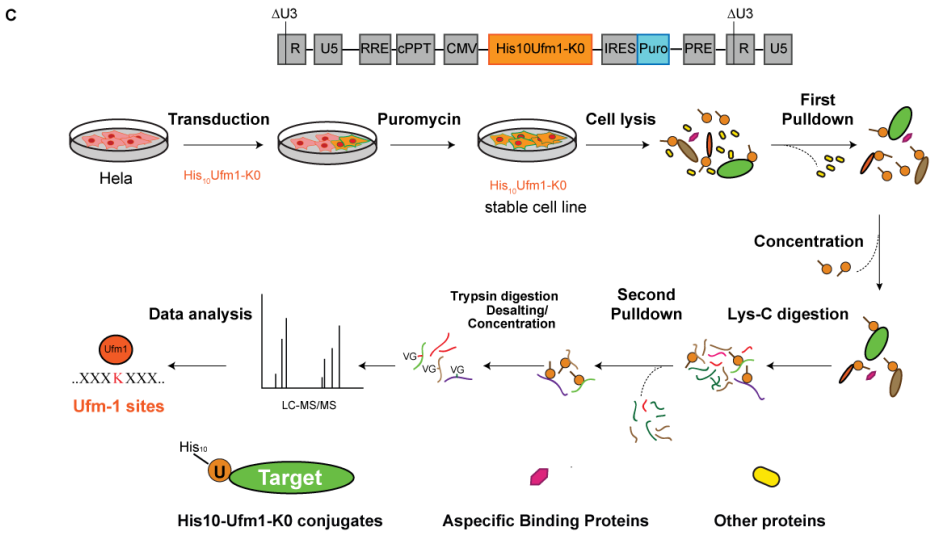 C
ΔU3
ΔU3
R
U5
RRE
cPPT
CMV
His10Ufm1-K0
IRES
Puro
PRE
R
U5
Transduction
Puromycin
Cell lysis
First
Pulldown
Hela
His10Ufm1-K0
His10Ufm1-K0
stable cell line
Concentration
Data analysis
Trypsin digestion
Desalting/
Concentration
Second
Pulldown
Lys-C digestion
Ufm1
..XXXKXXX..
Ufm-1 sites
LC-MS/MS
VG
VG
VG
His10
U
Target
His10-Ufm1-K0 conjugates
Aspecific Binding Proteins
Other proteins